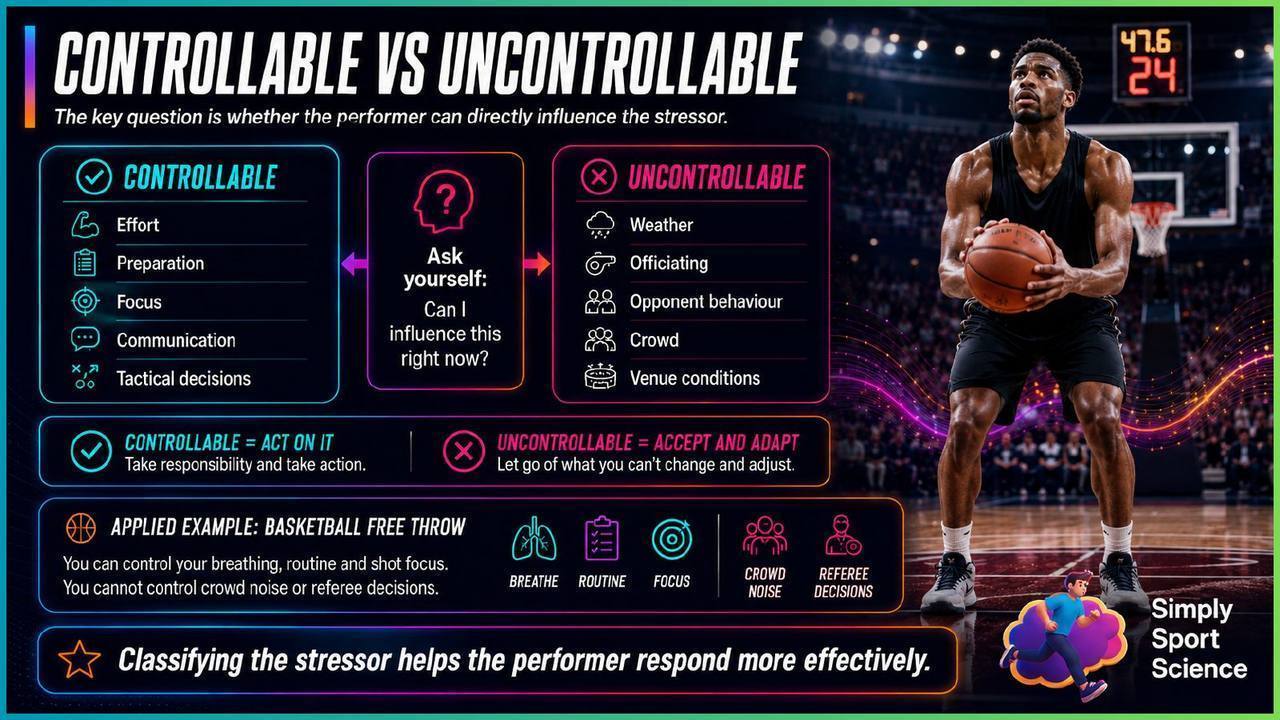 CONTROLLABLE VS UNCONTROLLABLE
The key question is whether the performer can directly influence the stressor.
CONTROLLABLE
Effort
Preparation
Focus
Communication
Tactical decisions
Ask
yourself:
Can I
influence this
right now?
UNCONTROLLABLE
Weather
Officiating
Opponent behaviour
Crowd
Venue conditions
CONTROLLABLE = ACT ON IT
Take responsibility and take action.
UNCONTROLLABLE = ACCEPT AND ADAPT
Let go of what you can't change and adjust.
APPLIED EXAMPLE: BASKETBALL FREE THROW
You can control your breathing, routine and shot focus.
You cannot control crowd noise or referee decisions.
BREATHE
ROUTINE
FOCUS
CROWD
NOISE
REFEREE
DECISIONS
Classifying the stressor helps the performer respond more effectively.
47.6
24
Simply
Sport
Science